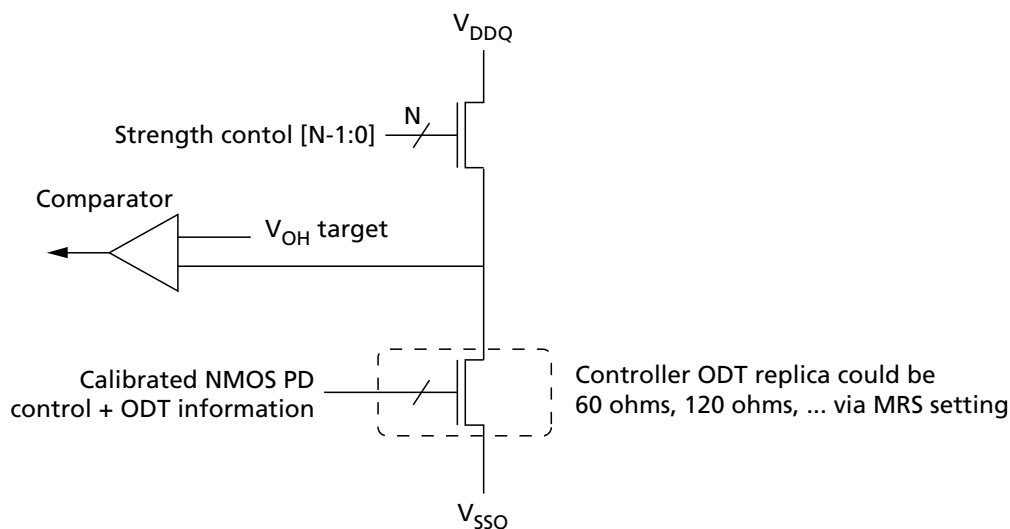 VDDQ
N
Strength contol [N-1:0]
Comparator
VOH target
Calibrated NMOS PD
control + ODT information
Controller ODT replica could be
60 ohms, 120 ohms, ... via MRS setting
VSSQ